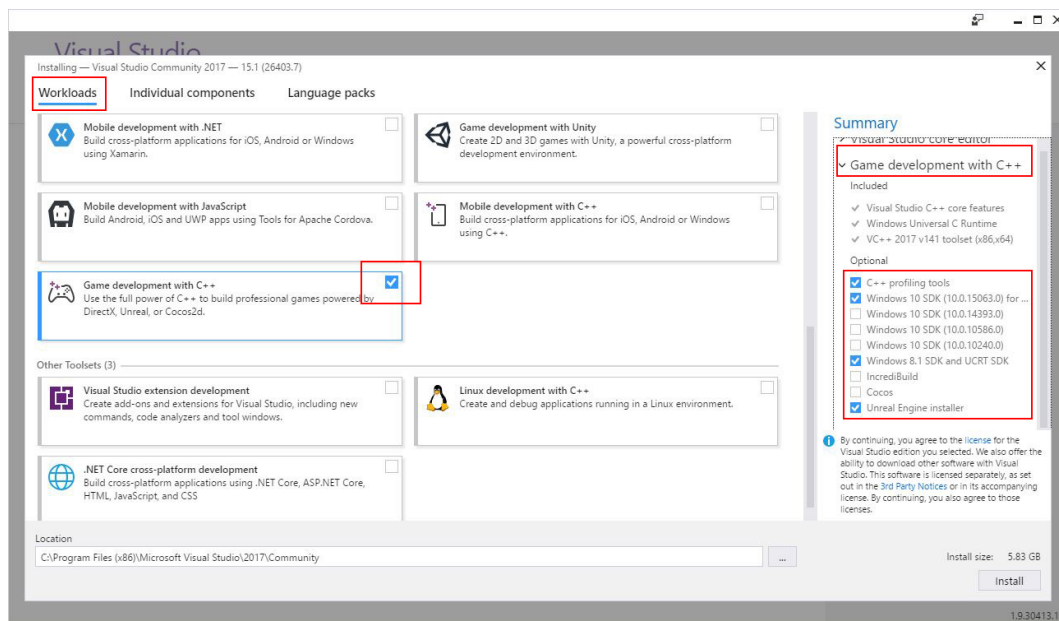 Visual Studio
Installing — Visual Studio Community 2017 — 15.1 (26403.7)
Workloads
Individual components
Language packs
Mobile development with .NET
Build cross-platform applications for iOS, Android or Windows
using Xamarin.
Game development with Unity
Create 2D and 3D games with Unity, a powerful cross-platform
development environment.
Mobile development with JavaScript
Build Android, iOS and UWP apps using Tools for Apache Cordova.
Mobile development with C++
Build cross-platform applications for iOS, Android or Windows
using C++.
Game development with C++
Use the full power of C++ to build professional games powered by
DirectX, Unreal, or Cocos2d.
Other Toolsets (3)
Visual Studio extension development
Create add-ons and extensions for Visual Studio, including new
commands, code analyzers and tool windows.
Linux development with C++
Create and debug applications running in a Linux environment.
.NET Core cross-platform development
Build cross-platform applications using .NET Core, ASP.NET Core,
HTML, JavaScript, and CSS
Summary
Visual Studio core editor
Game development with C++
Included
Visual Studio C++ core features
Windows Universal C Runtime
VC++ 2017 v141 toolset (x86,x64)
Optional
C++ profiling tools
Windows 10 SDK (10.0.15063.0) for ...
Windows 10 SDK (10.0.14393.0)
Windows 10 SDK (10.0.10586.0)
Windows 10 SDK (10.0.10240.0)
Windows 8.1 SDK and UCRT SDK
IncrediBuild
Cocos
Unreal Engine installer
By continuing, you agree to the license for the
Visual Studio edition you selected. We also offer the
ability to download other software with Visual
Studio. This software is licensed separately, as set
out in the 3rd Party Notices or in its accompanying
license. By continuing, you also agree to those
licenses.
Location
C:\Program Files (x86)\Microsoft Visual Studio\2017\Community
...
Install size: 5.83 GB
Install
1.9.30413.1